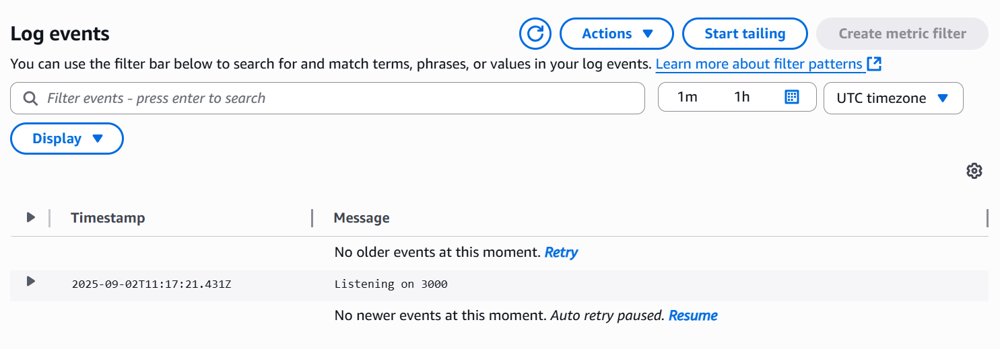 Log events
Actions
Start tailing
Create metric filter
You can use the filter bar below to search for and match terms, phrases, or values in your log events. Learn more about filter patterns
Filter events - press enter to search
1m
1h
UTC timezone
Display
Timestamp
Message
No older events at this moment. Retry
2025-09-02T11:17:21.431Z
Listening on 3000
No newer events at this moment. Auto retry paused. Resume